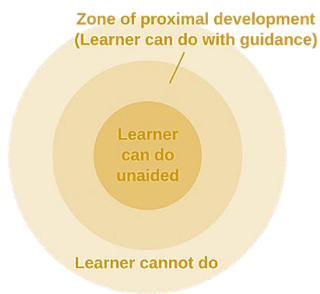 Zone of proximal development
(Learner can do with guidance)
Learner
can do
unaided
Learner cannot do